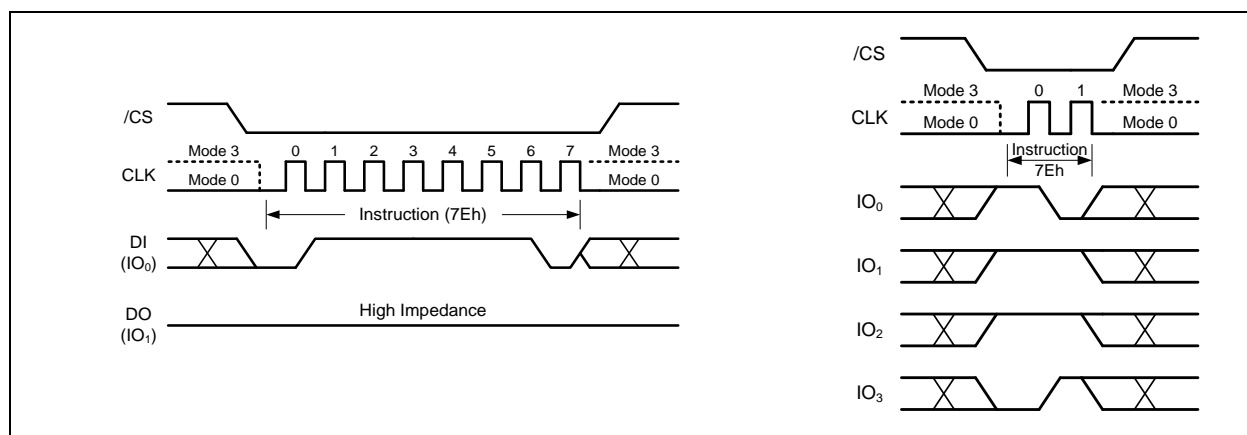 /CS
Mode 3 0 1 2 3 4 5 6 7 Mode 3
CLK Mode 0 Mode 0
Instruction (7Eh)
DI
(IO₀)
High Impedance
DO
(IO₁)
/CS
Mode 3 0 1 Mode 3
CLK Mode 0 Mode 0
Instruction
7Eh
IO₀
IO₁
IO₂
IO₃